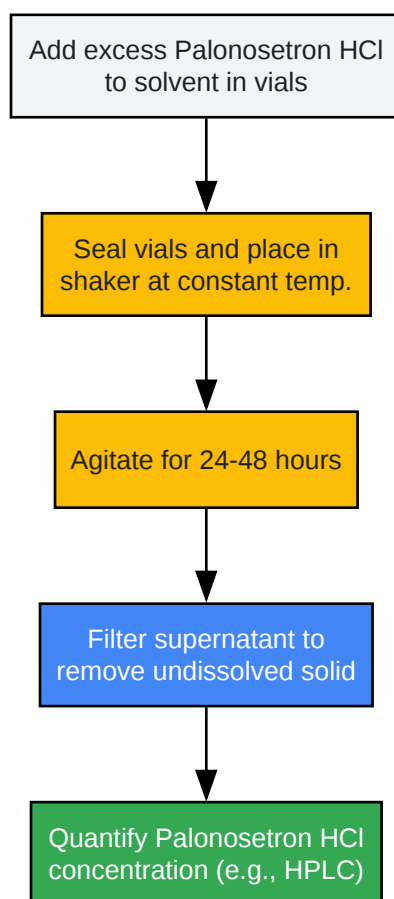 Add excess Palonosetron HCl
to solvent in vials
Seal vials and place in
shaker at constant temp.
Agitate for 24-48 hours
Filter supernatant to
remove undissolved solid
Quantify Palonosetron HCl
concentration (e.g., HPLC)